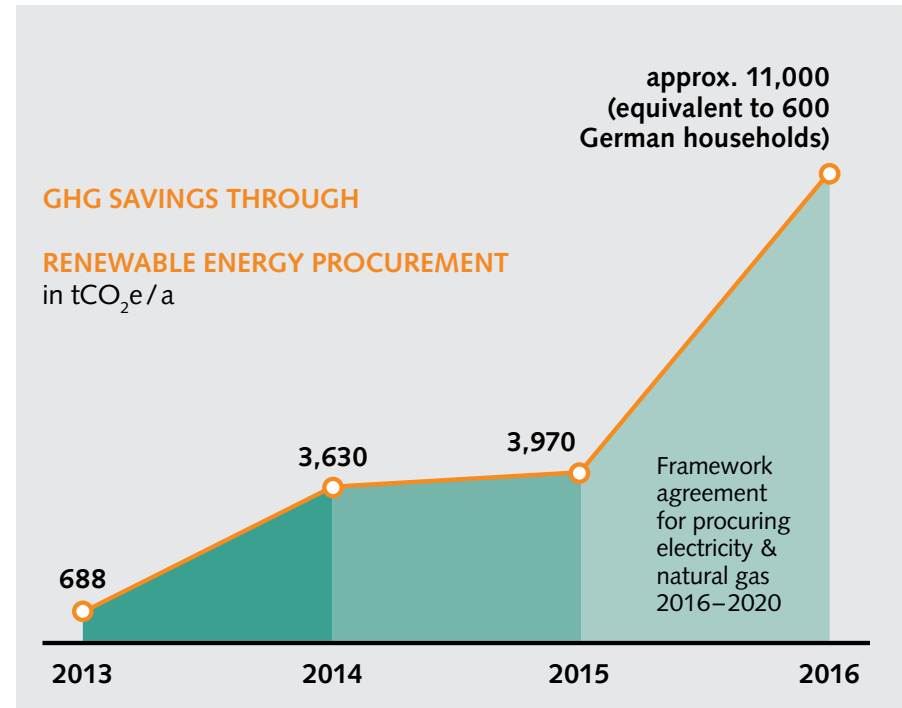 approx. 11,000
(equivalent to 600
German households)
GHG SAVINGS THROUGH
RENEWABLE ENERGY PROCUREMENT
in tCO₂e/a
3,970
3,630
Framework
agreement
for procuring
electricity &
natural gas
2016–2020
688
2013 2014 2015 2016